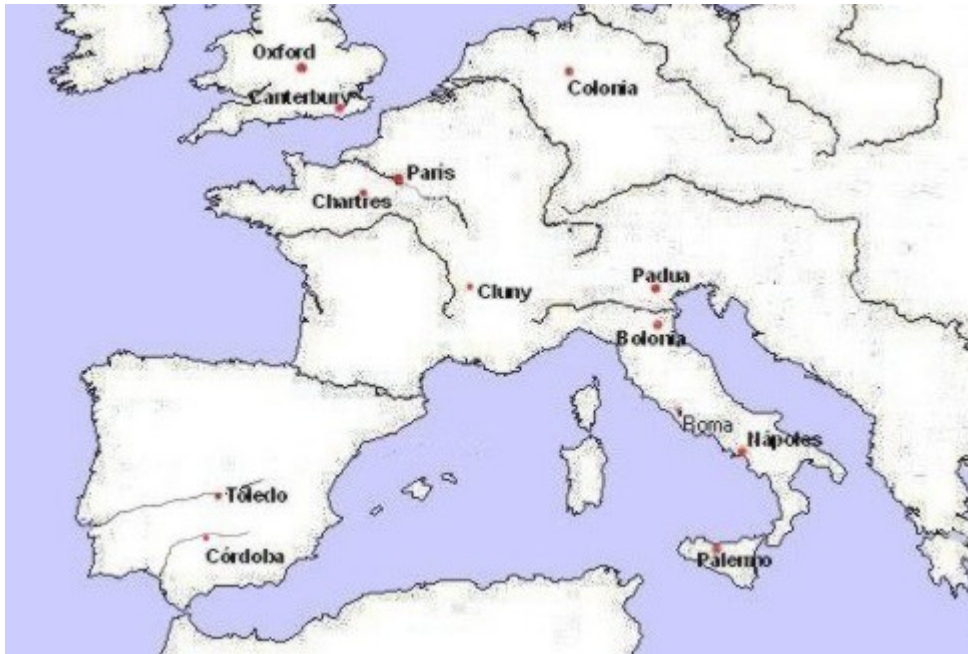 Oxford
Colonia
Canterbury
París
Chartres
Padua
Cluny
Bolonia
Roma
Nápoles
Toledo
Córdoba
Palermo